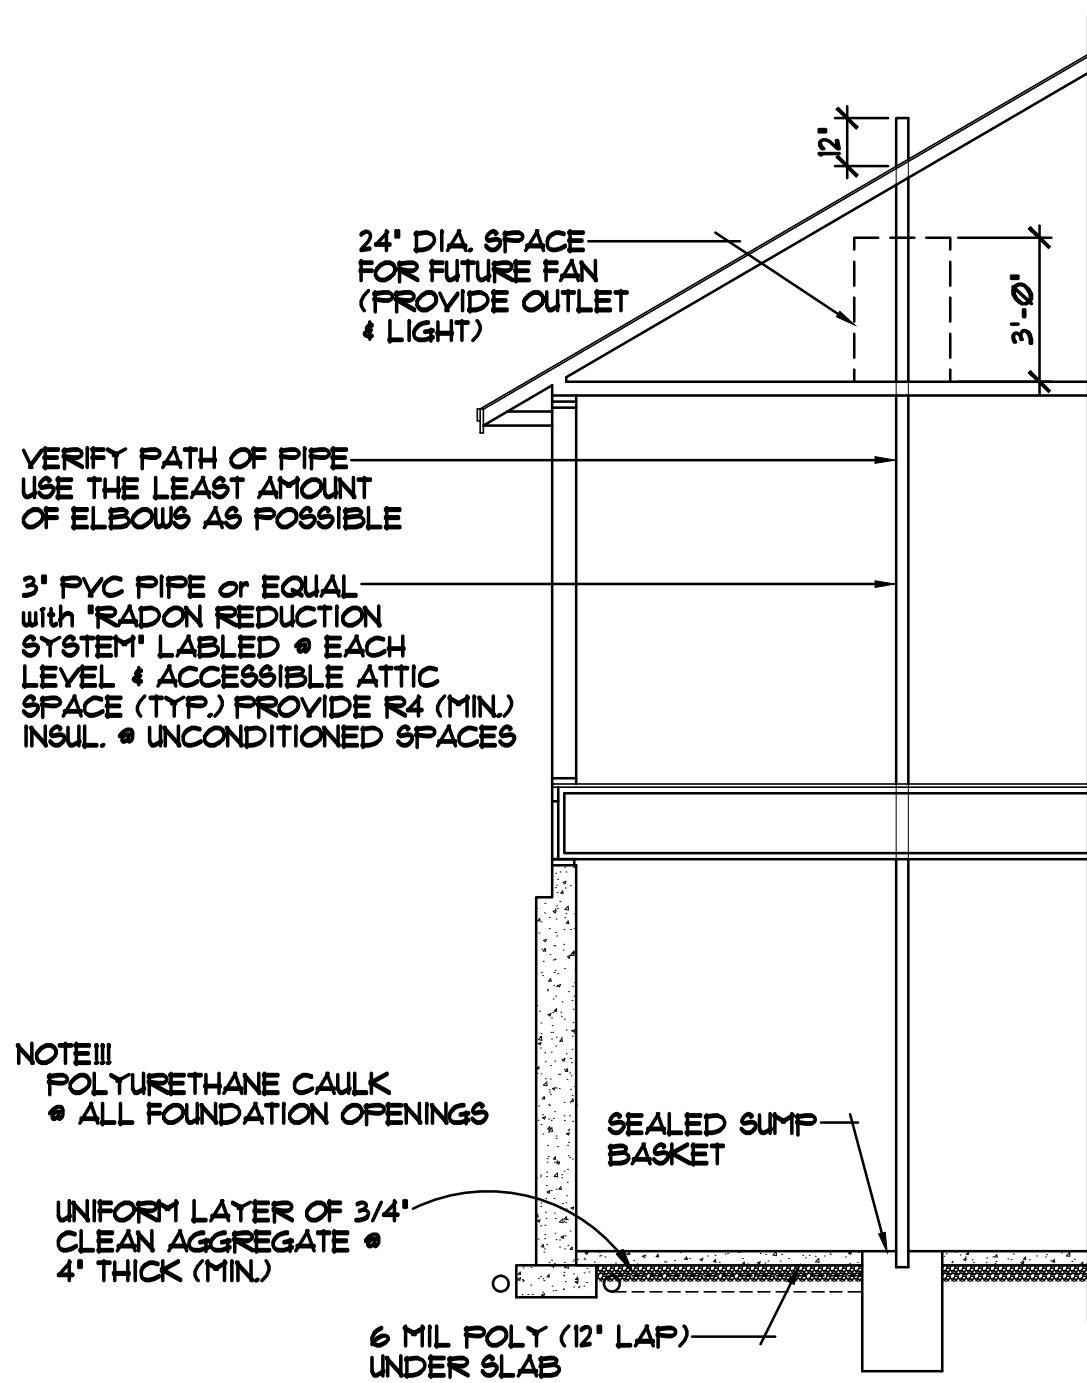 12"
24" DIA. SPACE
FOR FUTURE FAN
(PROVIDE OUTLET
& LIGHT)
3'-0"
VERIFY PATH OF PIPE
USE THE LEAST AMOUNT
OF ELBOWS AS POSSIBLE
3" PVC PIPE or EQUAL
with "RADON REDUCTION
SYSTEM" LABLED @ EACH
LEVEL & ACCESSIBLE ATTIC
SPACE (TYP.) PROVIDE R4 (MIN.)
INSUL. @ UNCONDITIONED SPACES
NOTE!!!
POLYURETHANE CAULK
@ ALL FOUNDATION OPENINGS
SEALED SUMP
BASKET
UNIFORM LAYER OF 3/4"
CLEAN AGGREGATE @
4" THICK (MIN.)
6 MIL POLY (12" LAP)
UNDER SLAB